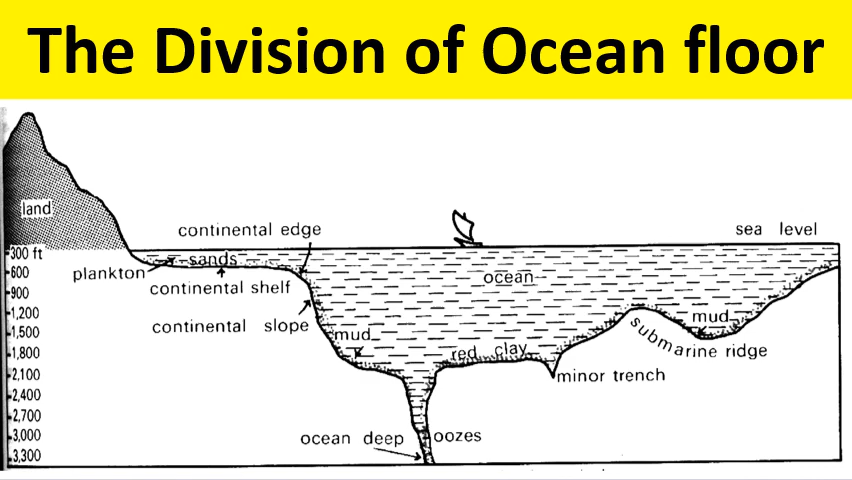 The Division of Ocean floor
land
continental edge
sea level
300 ft
sands
plankton
600
continental shelf
ocean
900
1,200
continental slope
mud
mud
1,500
submarine ridge
1,800
red clay
2,100
minor trench
2,400
2,700
3,000
ocean deep
oozes
3,300